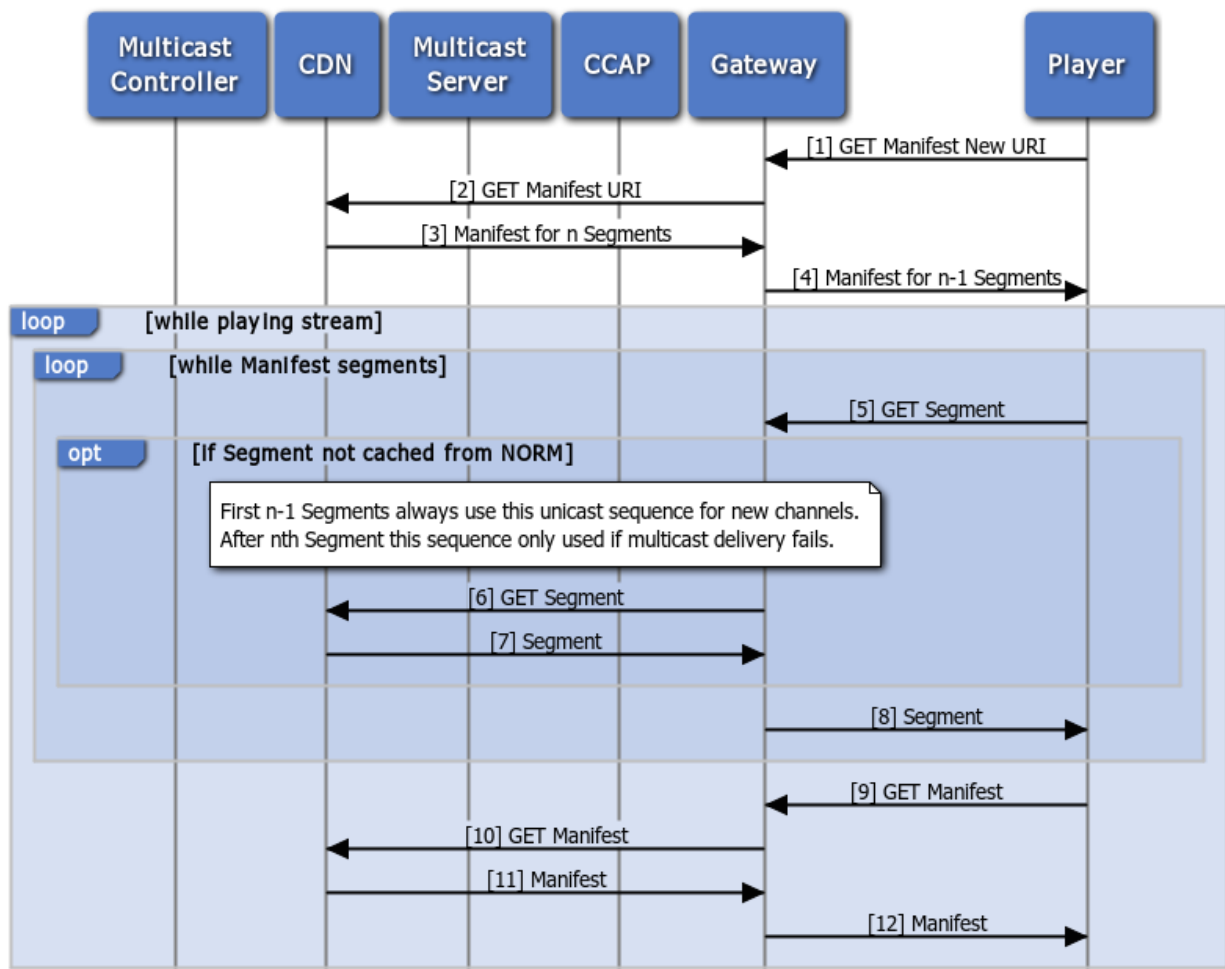 Multicast
Controller
CDN
Multicast
Server
CCAP
Gateway
Player
[1] GET Manifest New URI
[2] GET Manifest URI
[3] Manifest for n Segments
[4] Manifest for n-1 Segments
loop [while playing stream]
loop [while Manifest segments]
[5] GET Segment
opt [If Segment not cached from NORM]
First n-1 Segments always use this unicast sequence for new channels.
After nth Segment this sequence only used if multicast delivery fails.
[6] GET Segment
[7] Segment
[8] Segment
[9] GET Manifest
[10] GET Manifest
[11] Manifest
[12] Manifest